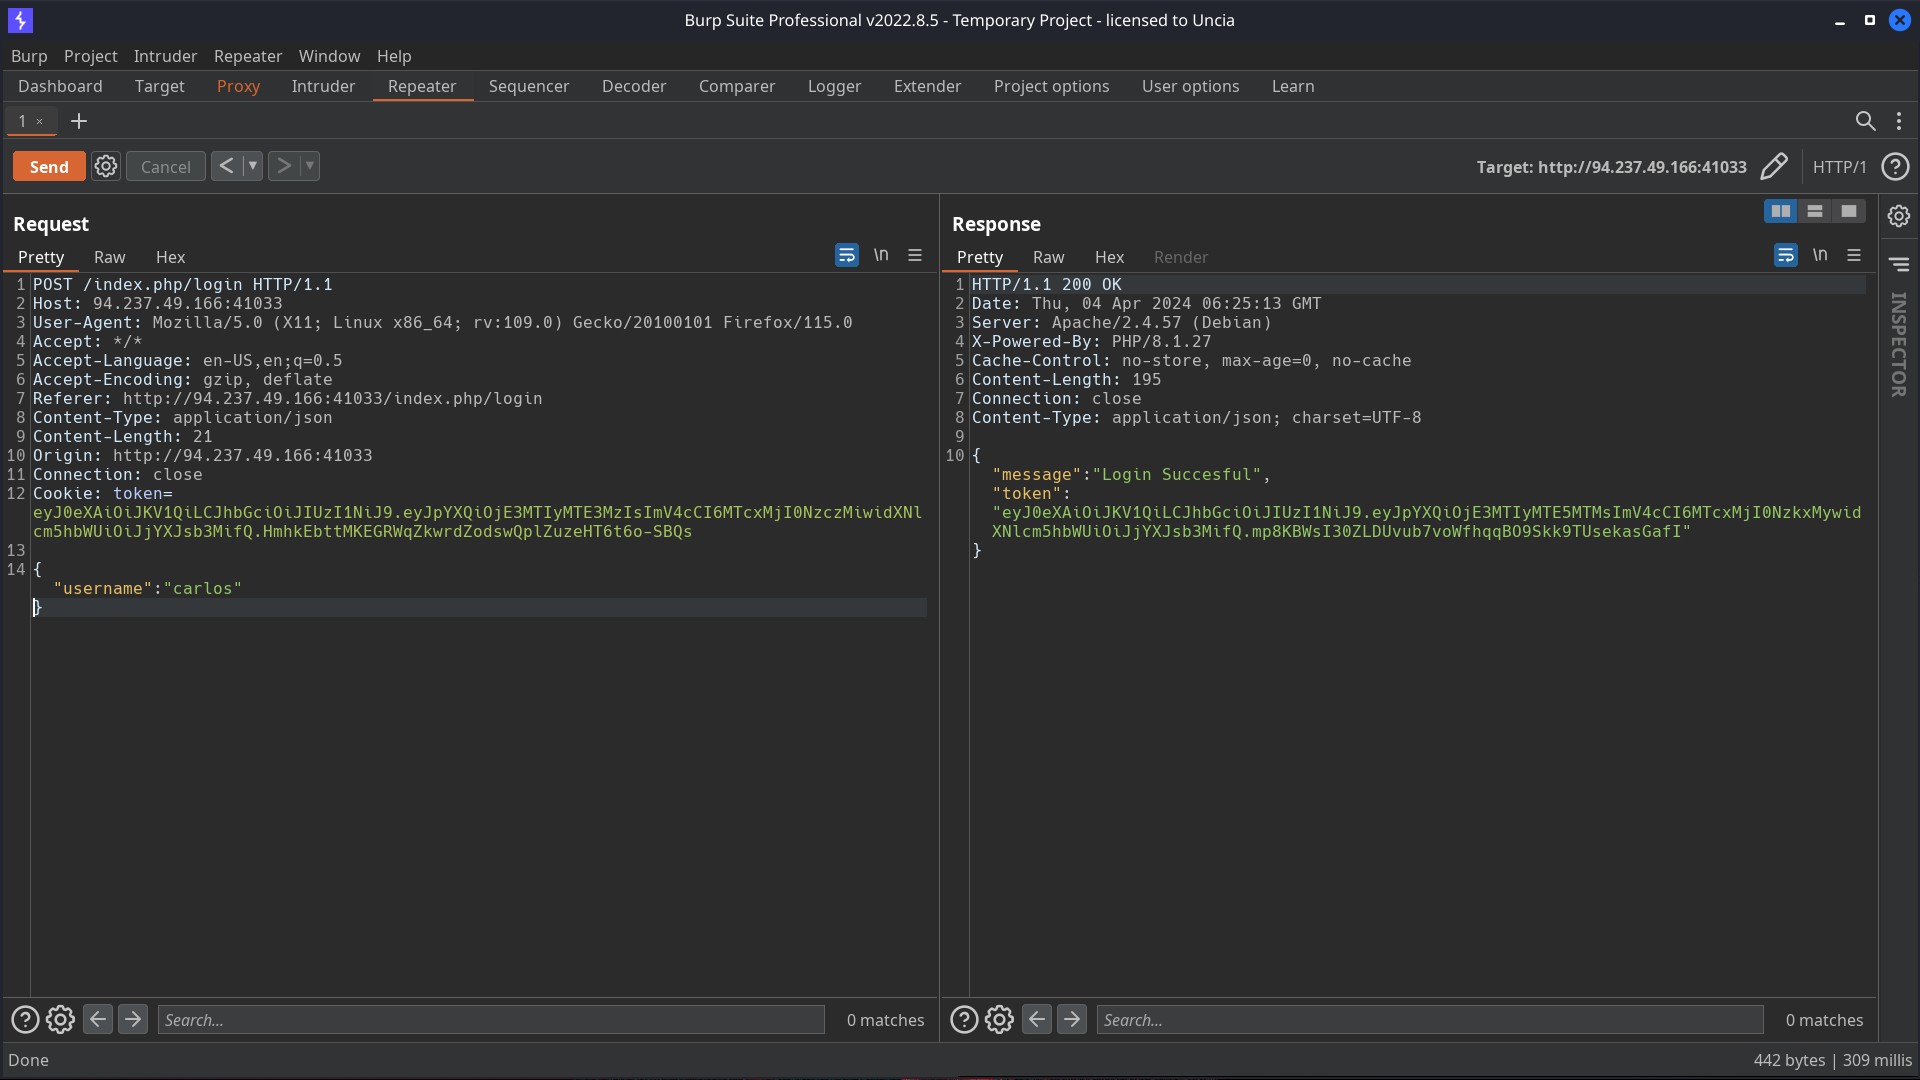 Burp Suite Professional v2022.8.5 - Temporary Project - licensed to Uncia
Burp Project Intruder Repeater Window Help
Dashboard Target Proxy Intruder Repeater Sequencer Decoder Comparer Logger Extender Project options User options Learn
1 × +
Send Cancel < > Target: http://94.237.49.166:41033 HTTP/1 ?
Request
Pretty Raw Hex \n
1 POST /index.php/login HTTP/1.1
2 Host: 94.237.49.166:41033
3 User-Agent: Mozilla/5.0 (X11; Linux x86_64; rv:109.0) Gecko/20100101 Firefox/115.0
4 Accept: */*
5 Accept-Language: en-US,en;q=0.5
6 Accept-Encoding: gzip, deflate
7 Referer: http://94.237.49.166:41033/index.php/login
8 Content-Type: application/json
9 Content-Length: 21
10 Origin: http://94.237.49.166:41033
11 Connection: close
12 Cookie: token=
eyJ0eXAiOiJKV1QiLCJhbGciOiJIUzI1NiJ9.eyJpYXQiOjE3MTIyMTE3MzIsImV4cCI6MTcxMjI0NzczMiwidXNl
cm5hbWUiOiJjYXJsb3MifQ.HmhkEbttMKEGRWqZkwrdZodswQplZuzeHT6t6o-SBQs
13
14 {
"username":"carlos"
}
Response
Pretty Raw Hex Render \n
1 HTTP/1.1 200 OK
2 Date: Thu, 04 Apr 2024 06:25:13 GMT
3 Server: Apache/2.4.57 (Debian)
4 X-Powered-By: PHP/8.1.27
5 Cache-Control: no-store, max-age=0, no-cache
6 Content-Length: 195
7 Connection: close
8 Content-Type: application/json; charset=UTF-8
9
10 {
"message":"Login Succesful",
"token":
"eyJ0eXAiOiJKV1QiLCJhbGciOiJIUzI1NiJ9.eyJpYXQiOjE3MTIyMTE5MTMsImV4cCI6MTcxMjI0NzkxMywid
XNlcm5hbWUiOiJjYXJsb3MifQ.mp8KBWsI30ZLDUvub7voWfhqqBO9Skk9TUsekasGafI"
}
INSPECTOR
? Search... 0 matches
? Search... 0 matches
Done 442 bytes | 309 millis